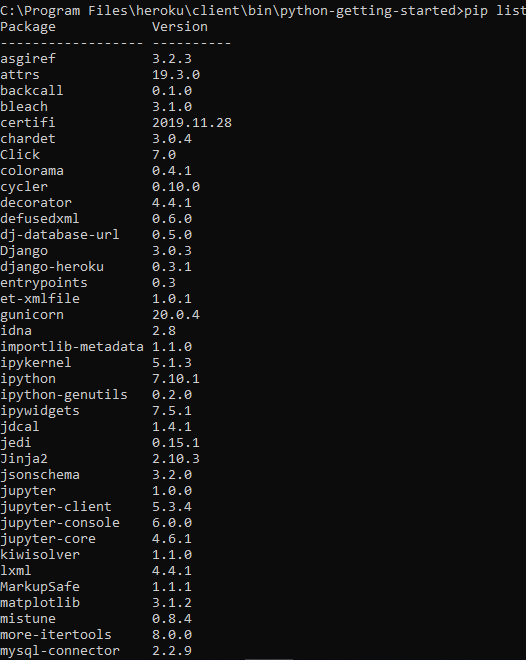 C:\Program Files\heroku\client\bin\python-getting-started>pip list
Package Version
------------------ ----------
asgiref 3.2.3
attrs 19.3.0
backcall 0.1.0
bleach 3.1.0
certifi 2019.11.28
chardet 3.0.4
Click 7.0
colorama 0.4.1
cycler 0.10.0
decorator 4.4.1
defusedxml 0.6.0
dj-database-url 0.5.0
Django 3.0.3
django-heroku 0.3.1
entrypoints 0.3
et-xmlfile 1.0.1
gunicorn 20.0.4
idna 2.8
importlib-metadata 1.1.0
ipykernel 5.1.3
ipython 7.10.1
ipython-genutils 0.2.0
ipywidgets 7.5.1
jdcal 1.4.1
jedi 0.15.1
Jinja2 2.10.3
jsonschema 3.2.0
jupyter 1.0.0
jupyter-client 5.3.4
jupyter-console 6.0.0
jupyter-core 4.6.1
kiwisolver 1.1.0
lxml 4.4.1
MarkupSafe 1.1.1
matplotlib 3.1.2
mistune 0.8.4
more-itertools 8.0.0
mysql-connector 2.2.9